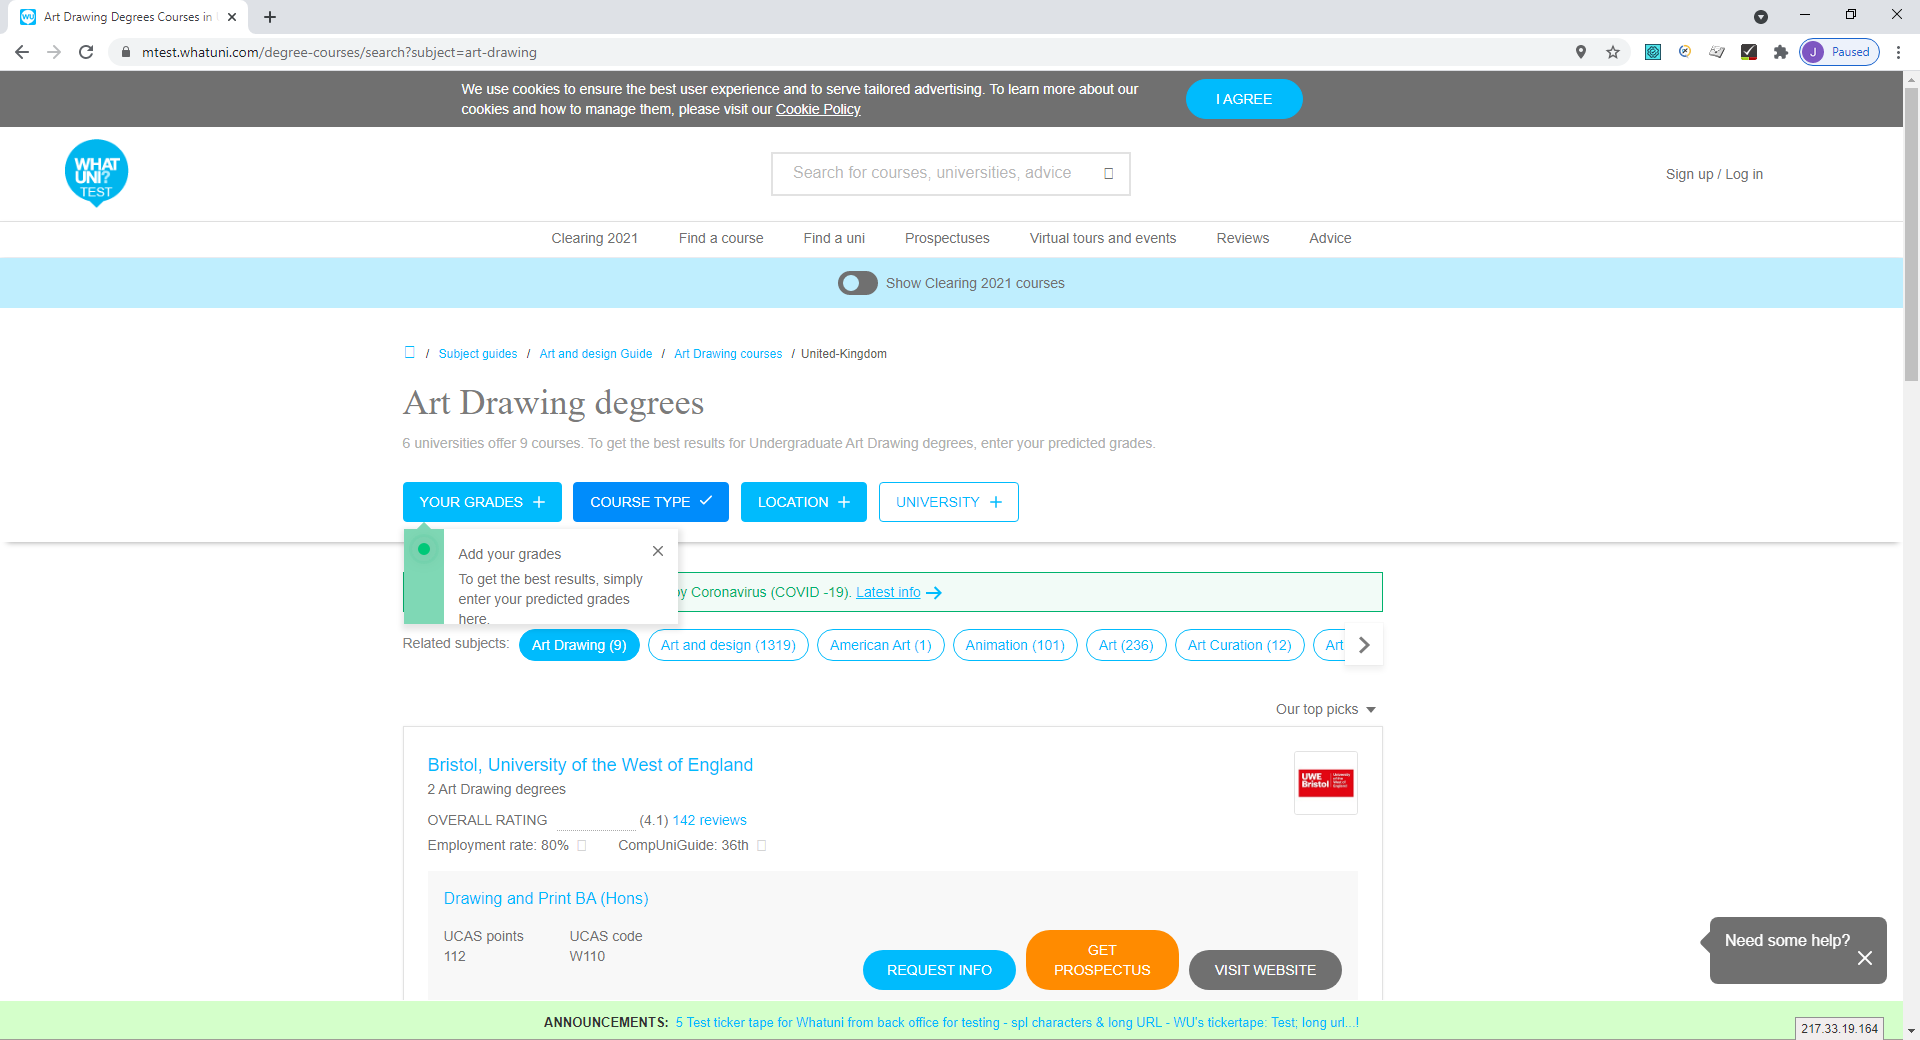 Art Drawing Degrees Courses in
mtest.whatuni.com/degree-courses/search?subject=art-drawing
J Paused
We use cookies to ensure the best user experience and to serve tailored advertising. To learn more about our
cookies and how to manage them, please visit our Cookie Policy
I AGREE
WHAT
UNI?
TEST
Search for courses, universities, advice
Sign up / Log in
Clearing 2021 Find a course Find a uni Prospectuses Virtual tours and events Reviews Advice
Show Clearing 2021 courses
/ Subject guides / Art and design Guide / Art Drawing courses / United-Kingdom
Art Drawing degrees
6 universities offer 9 courses. To get the best results for Undergraduate Art Drawing degrees, enter your predicted grades.
YOUR GRADES COURSE TYPE LOCATION UNIVERSITY
Add your grades
To get the best results, simply
enter your predicted grades
here.
by Coronavirus (COVID -19). Latest info
Related subjects: Art Drawing (9) Art and design (1319) American Art (1) Animation (101) Art (236) Art Curation (12) Art
Our top picks
Bristol, University of the West of England
2 Art Drawing degrees
UWE Bristol
OVERALL RATING (4.1) 142 reviews
Employment rate: 80% CompUniGuide: 36th
Drawing and Print BA (Hons)
UCAS points UCAS code
112 W110
REQUEST INFO
GET
PROSPECTUS
VISIT WEBSITE
Need some help?
ANNOUNCEMENTS: 5 Test ticker tape for Whatuni from back office for testing - spl characters & long URL - WU's tickertape: Test; long url...!
217.33.19.164